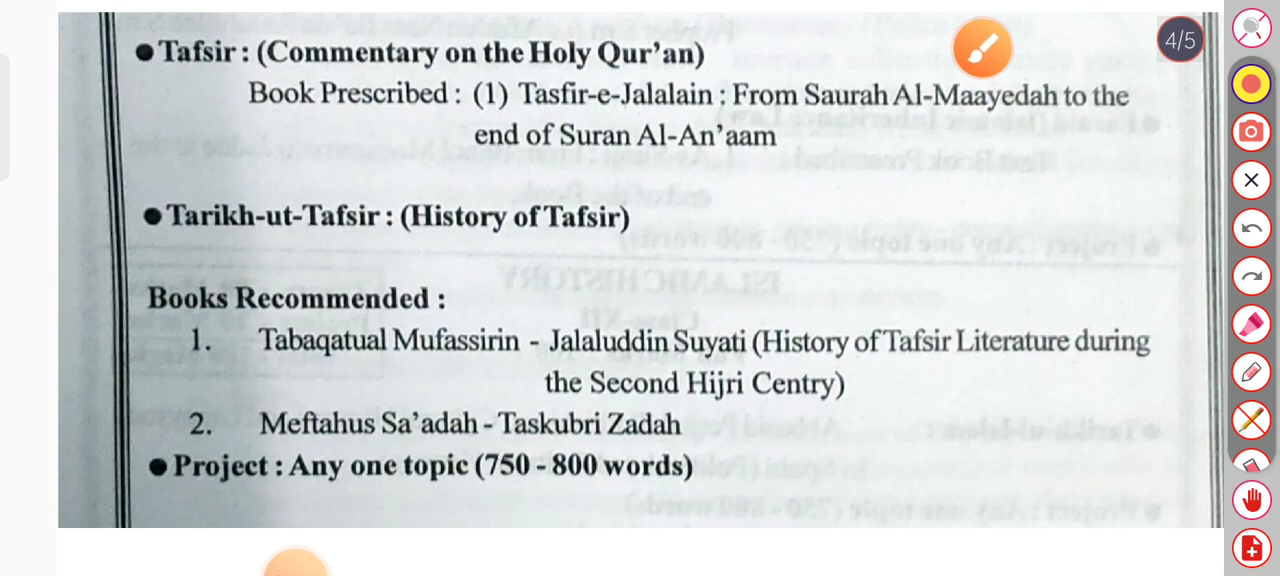 4/5
● Tafsir : (Commentary on the Holy Qur’an)
Book Prescribed : (1) Tasfir-e-Jalalain : From Saurah Al-Maayedah to the
end of Suran Al-An’aam
● Tarikh-ut-Tafsir : (History of Tafsir)
Books Recommended :
1. Tabaqatual Mufassirin - Jalaluddin Suyati (History of Tafsir Literature during
the Second Hijri Centry)
2. Meftahus Sa’adah - Taskubri Zadah
● Project : Any one topic (750 - 800 words)